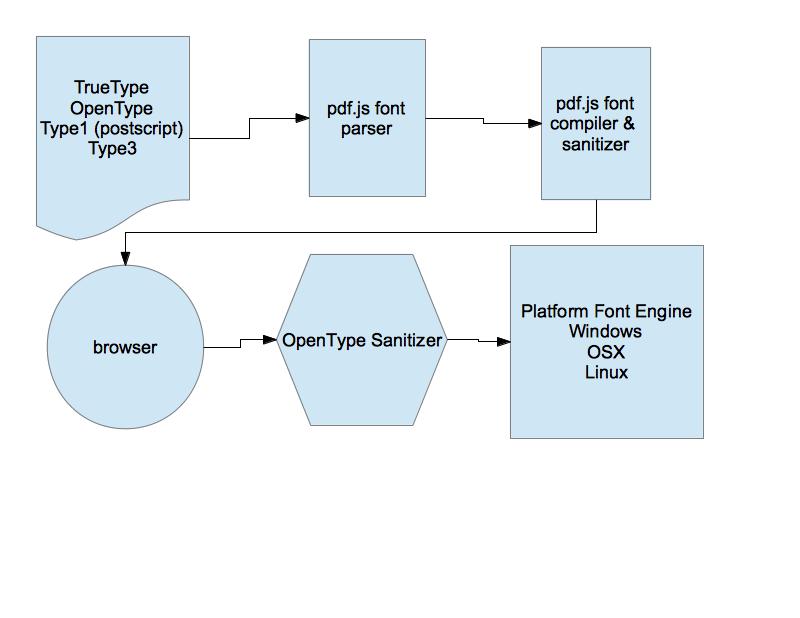 TrueType
OpenType
Type1 (postscript)
Type3
pdf.js font
parser
pdf.js font
compiler &
sanitizer
browser
OpenType Sanitizer
Platform Font Engine
Windows
OSX
Linux